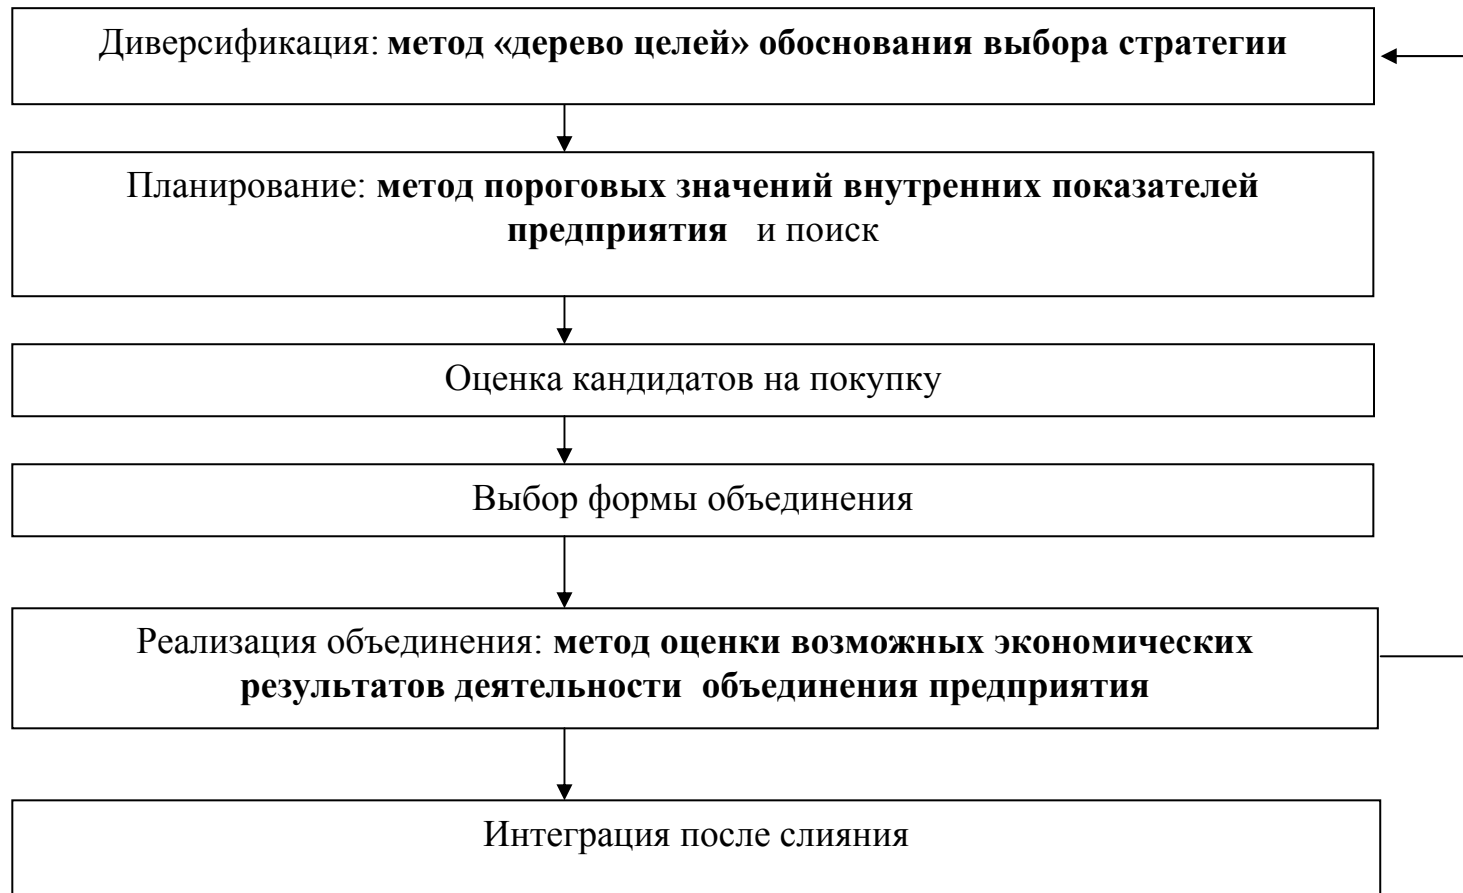 Диверсификация: метод «дерево целей» обоснования выбора стратегии
Планирование: метод пороговых значений внутренних показателей
предприятия и поиск
Оценка кандидатов на покупку
Выбор формы объединения
Реализация объединения: метод оценки возможных экономических
результатов деятельности объединения предприятия
Интеграция после слияния